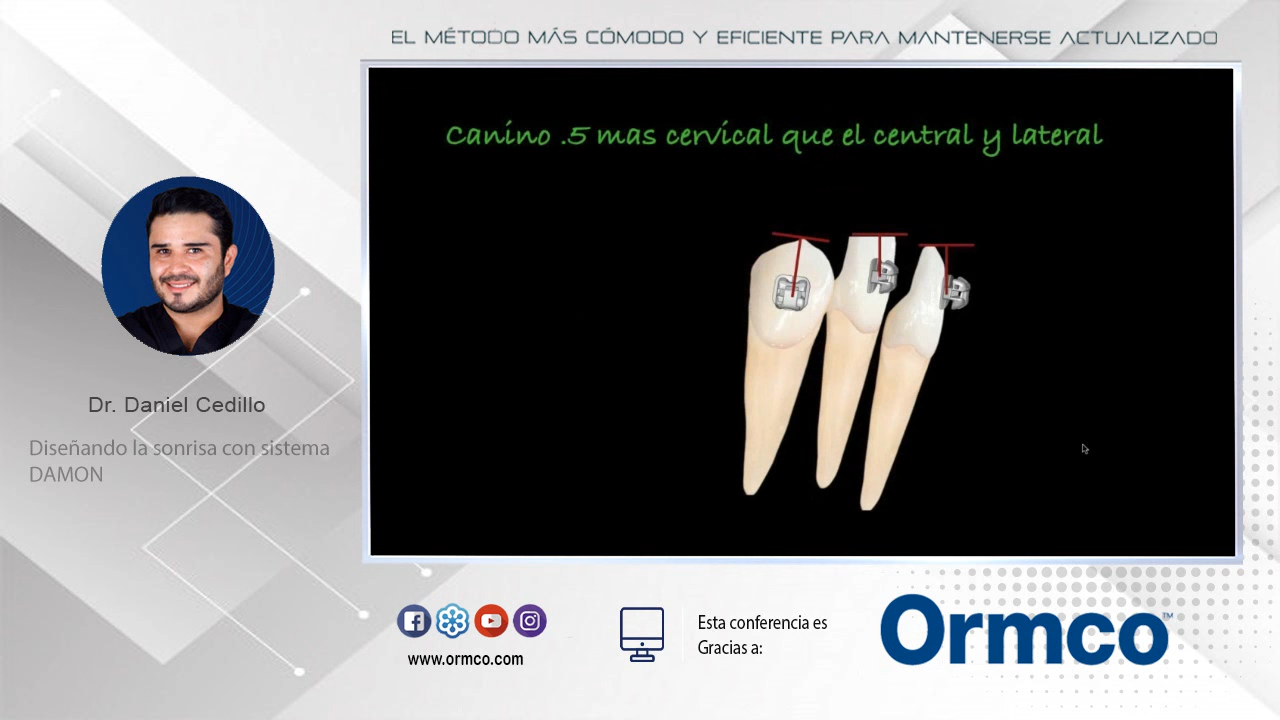 EL MÉTODO MÁS CÓMODO Y EFICIENTE PARA MANTENERSE ACTUALIZADO
Canino .5 mas cervical que el central y lateral
Dr. Daniel Cedillo
Diseñando la sonrisa con sistema
DAMON
www.ormco.com
Esta conferencia es
Gracias a:
Ormco™